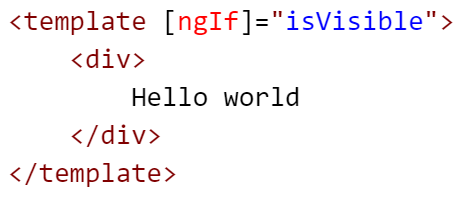 <template [ngIf]="isVisible">
    <div>
        Hello world
    </div>
</template>